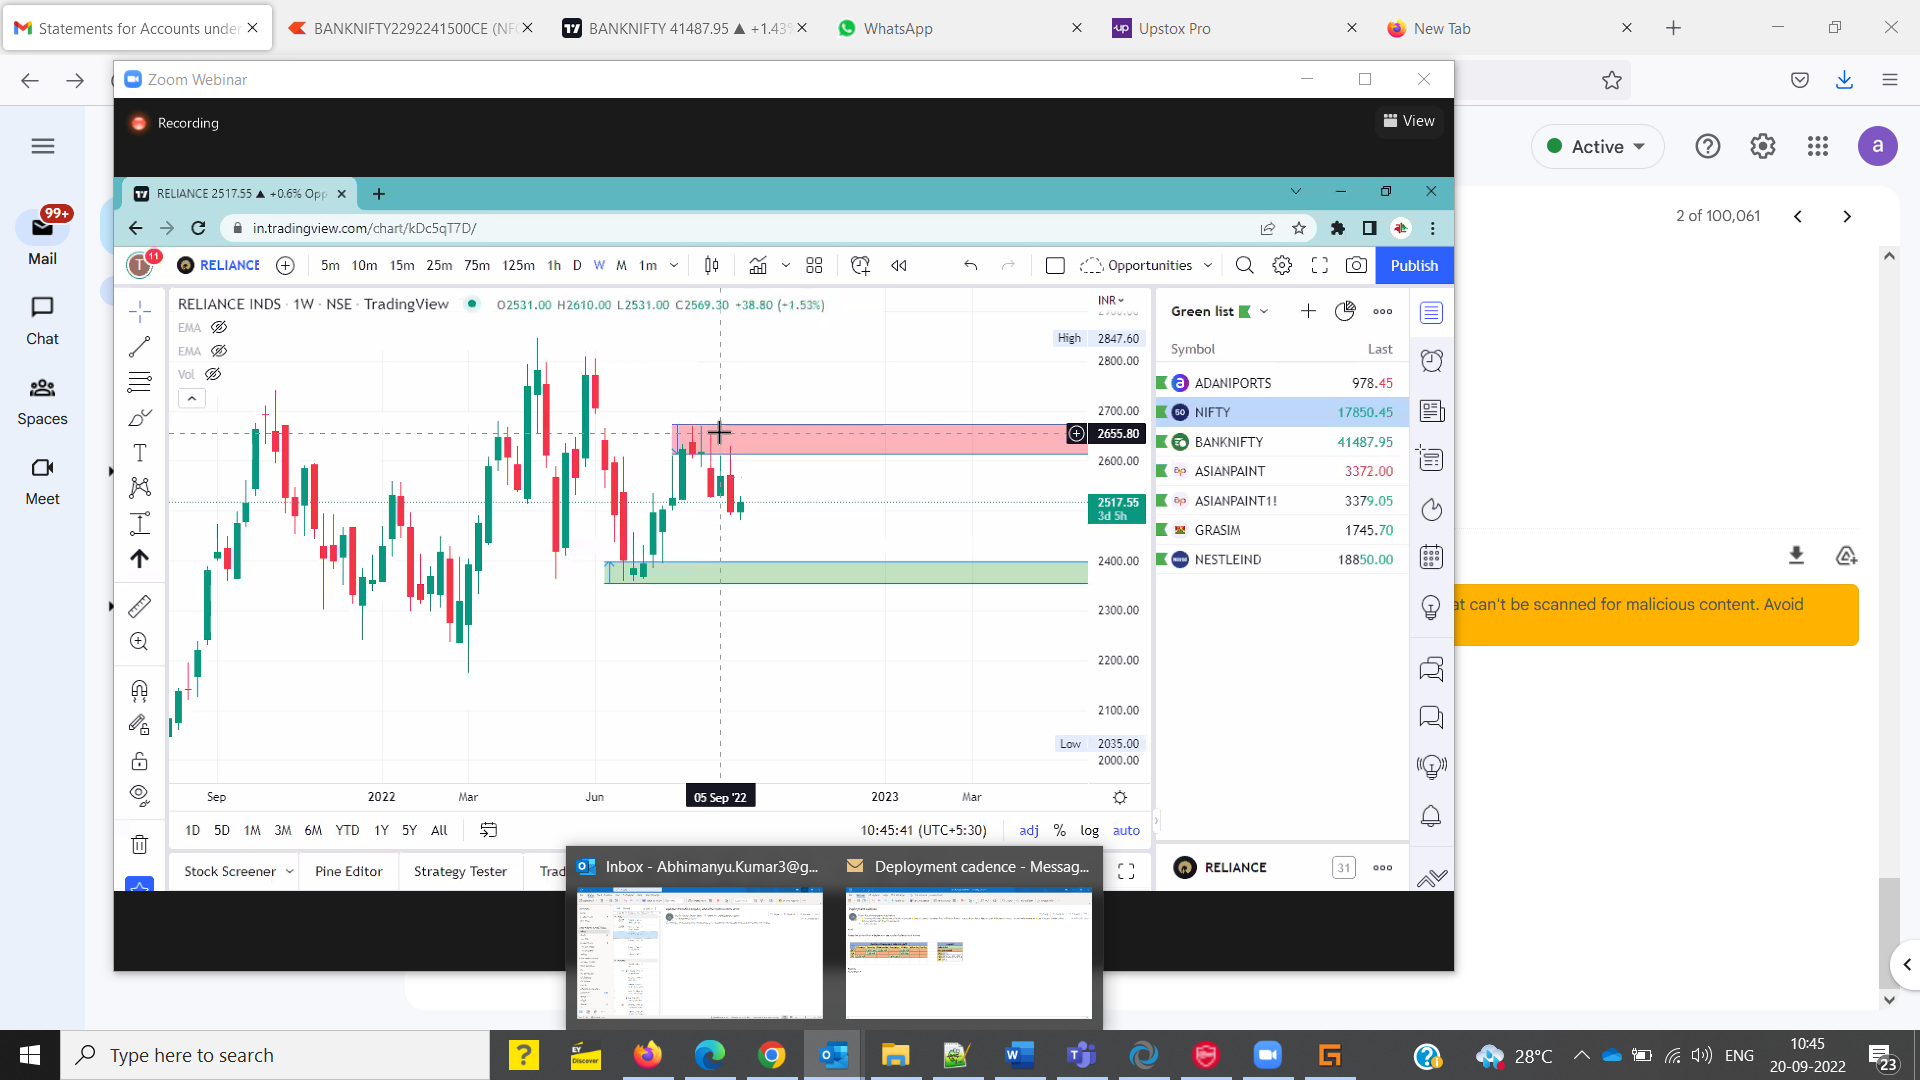 Statements for Accounts under
BANKNIFTY2292241500CE (NFO
BANKNIFTY 41487.95 ▲ +1.43%
WhatsApp
Upstox Pro
New Tab
Zoom Webinar
Recording
View
Active
a
99+
Mail
Chat
Spaces
Meet
2 of 100,061
RELIANCE 2517.55 ▲ +0.6% Opp
in.tradingview.com/chart/kDc5qT7D/
T 11
RELIANCE
5m 10m 15m 25m 75m 125m 1h D W M 1m
Opportunities
Publish
RELIANCE INDS · 1W · NSE · TradingView
O2531.00 H2610.00 L2531.00 C2569.30 +38.80 (+1.53%)
EMA
EMA
Vol
INR
High 2847.60
2800.00
2700.00
2655.80
2600.00
2517.55
3d 5h
2400.00
2300.00
2200.00
2100.00
Low 2035.00
2000.00
Sep 2022 Mar Jun 05 Sep '22 2023 Mar
1D 5D 1M 3M 6M YTD 1Y 5Y All
10:45:41 (UTC+5:30)
adj % log auto
Stock Screener
Pine Editor
Strategy Tester
Trad
Green list
Symbol Last
ADANIPORTS 978.45
NIFTY 17850.45
BANKNIFTY 41487.95
ASIANPAINT 3372.00
ASIANPAINT1! 3379.05
GRASIM 1745.70
NESTLEIND 18850.00
RELIANCE
31
at can't be scanned for malicious content. Avoid
Inbox - Abhimanyu.Kumar3@g...
Deployment cadence - Messag...
Type here to search
EY
Discover
28°C
ENG
10:45
20-09-2022
23